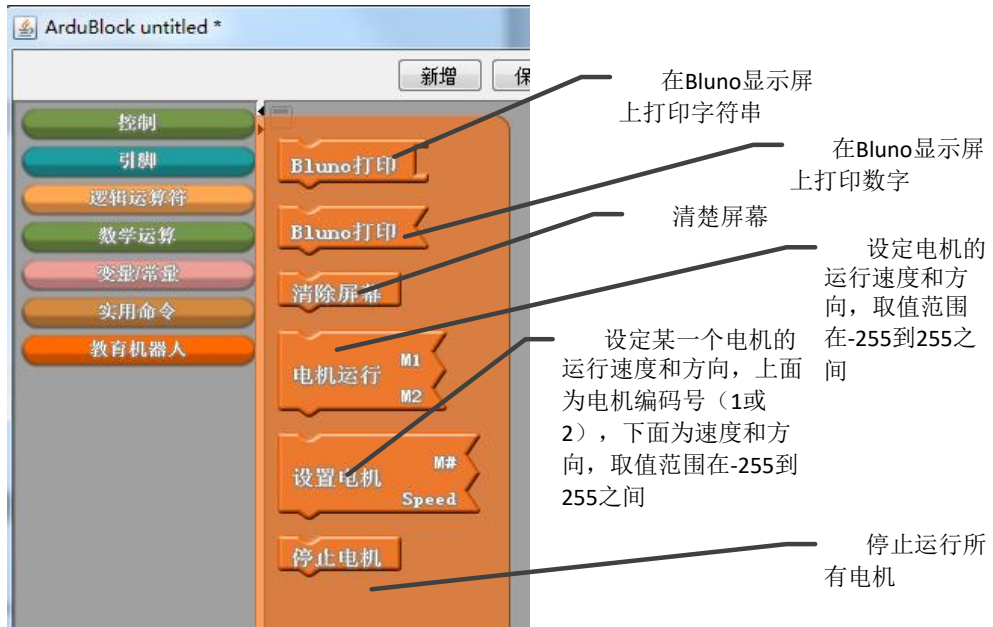 ArduBlock untitled *
新增
控制
引脚
逻辑运算符
数学运算
变量/常量
实用命令
教育机器人
Bluno打印
Bluno打印
清除屏幕
电机运行
M1
M2
设置电机
M#
Speed
停止电机
在Bluno显示屏
上打印字符串
在Bluno显示屏
上打印数字
清楚屏幕
设定电机的
运行速度和方
向，取值范围
在-255到255之
间
设定某一个电机的
运行速度和方向，上面
为电机编码号（1或
2），下面为速度和方
向，取值范围在-255到
255之间
停止运行所
有电机